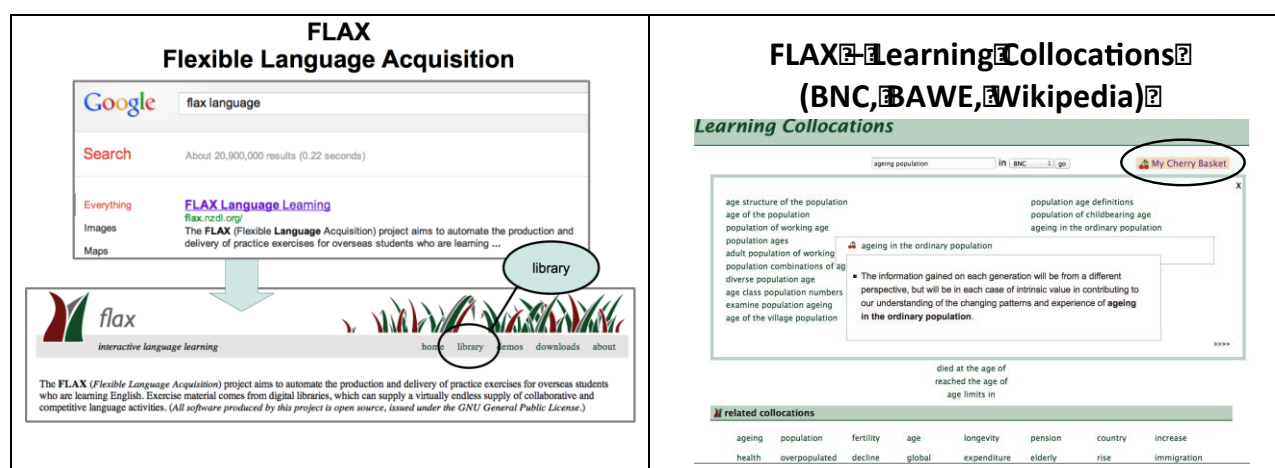 FLAX
Flexible Language Acquisition
Google
flax language
Search
About 20,900,000 results (0.22 seconds)
Everything
Images
Maps
FLAX Language Learning
flax.nzdl.org/
The FLAX (Flexible Language Acquisition) project aims to automate the production and
delivery of practice exercises for overseas students who are learning ...
library
flax
interactive language learning
home library demos downloads about
The FLAX (Flexible Language Acquisition) project aims to automate the production and delivery of practice exercises for overseas students
who are learning English. Exercise material comes from digital libraries, which can supply a virtually endless supply of collaborative and
competitive language activities. (All software produced by this project is open source, issued under the GNU General Public License.)
FLAX⍰–⍰Learning⍰Collocations⍰
(BNC,⍰BAWE,⍰Wikipedia)⍰
Learning Collocations
ageing population in BNC go
My Cherry Basket
X
age structure of the population
age of the population
population of working age
population ages
adult population of working
population combinations of ag
diverse population age
age class population numbers
examine population ageing
age of the village population
population age definitions
population of childbearing age
ageing in the ordinary population
ageing in the ordinary population
The information gained on each generation will be from a different
perspective, but will be in each case of intrinsic value in contributing to
our understanding of the changing patterns and experience of ageing
in the ordinary population.
>>>>
died at the age of
reached the age of
age limits in
related collocations
ageing population fertility age longevity pension country increase
health overpopulated decline global expenditure elderly rise immigration